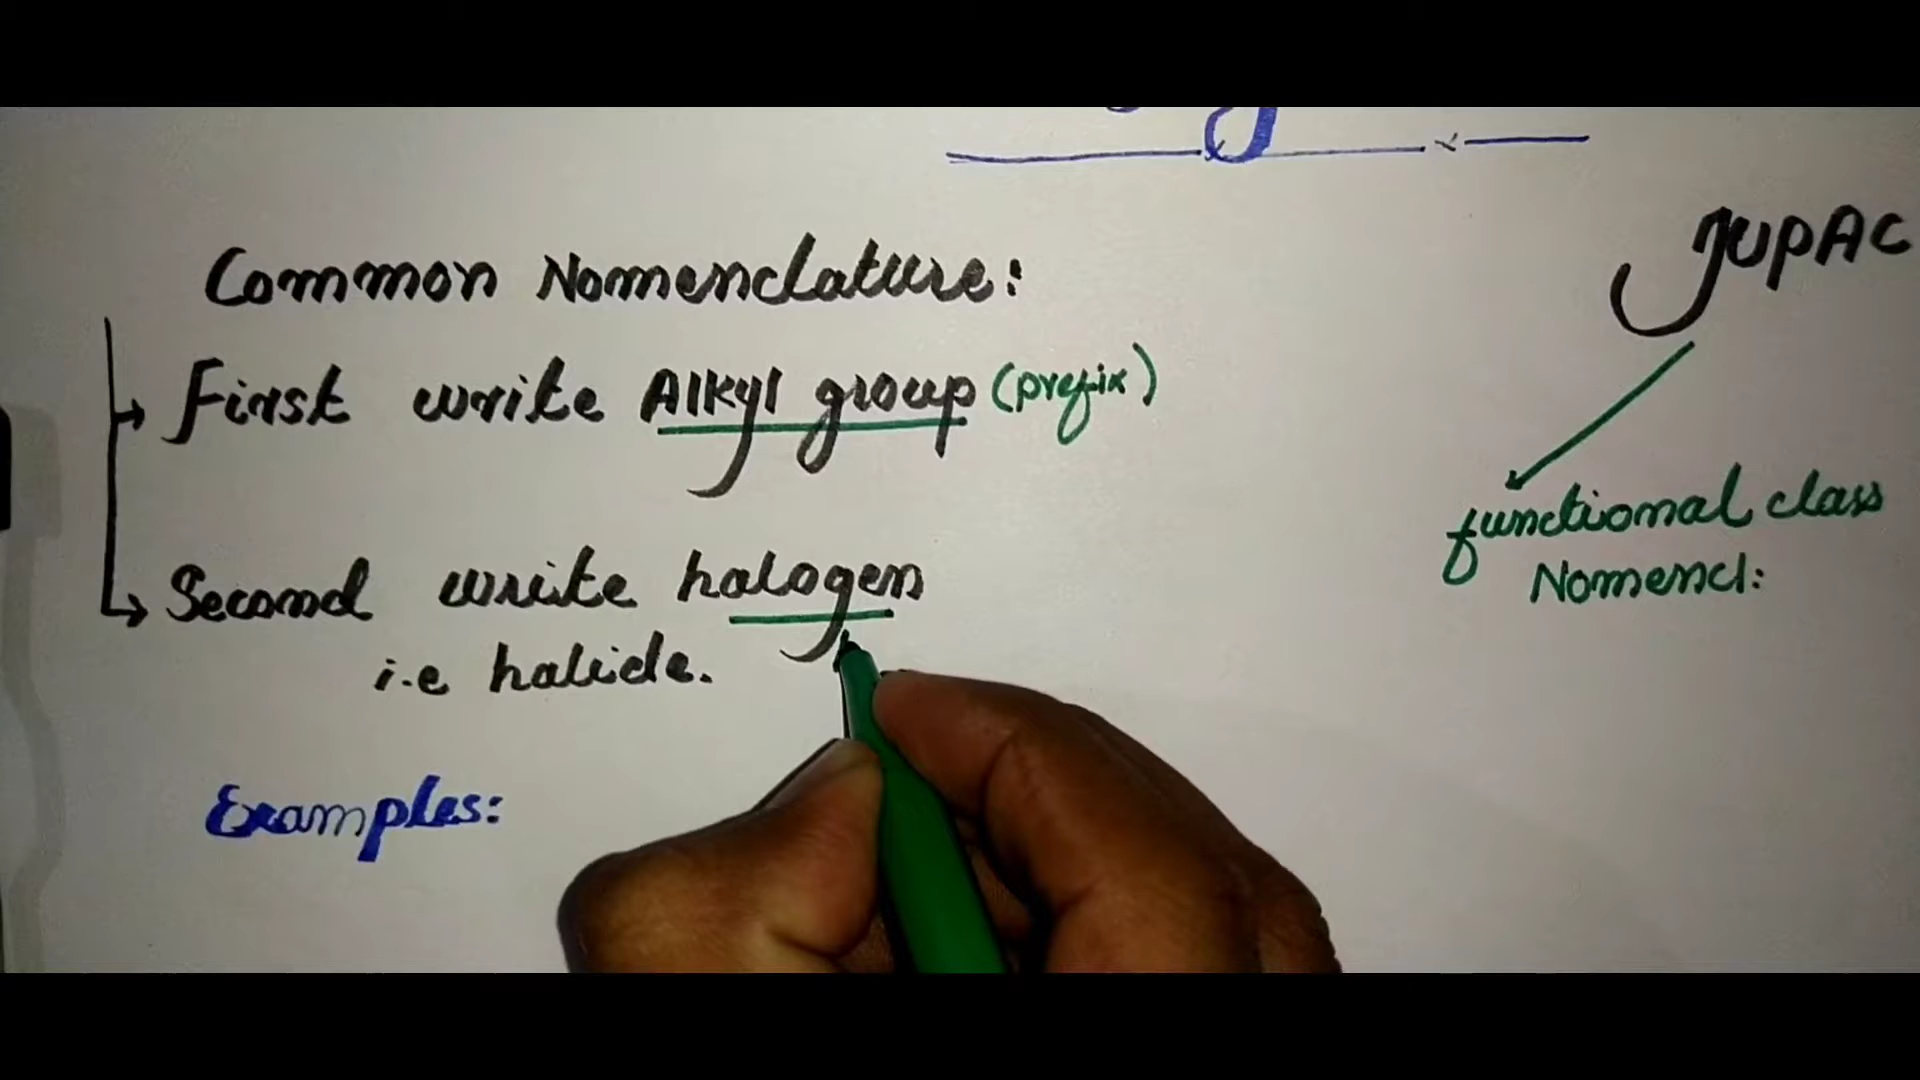 Common Nomenclature:
First write Alkyl group (prefix)
Second write halogen
i.e halide.
Examples:
IUPAC
functional class
Nomencl: